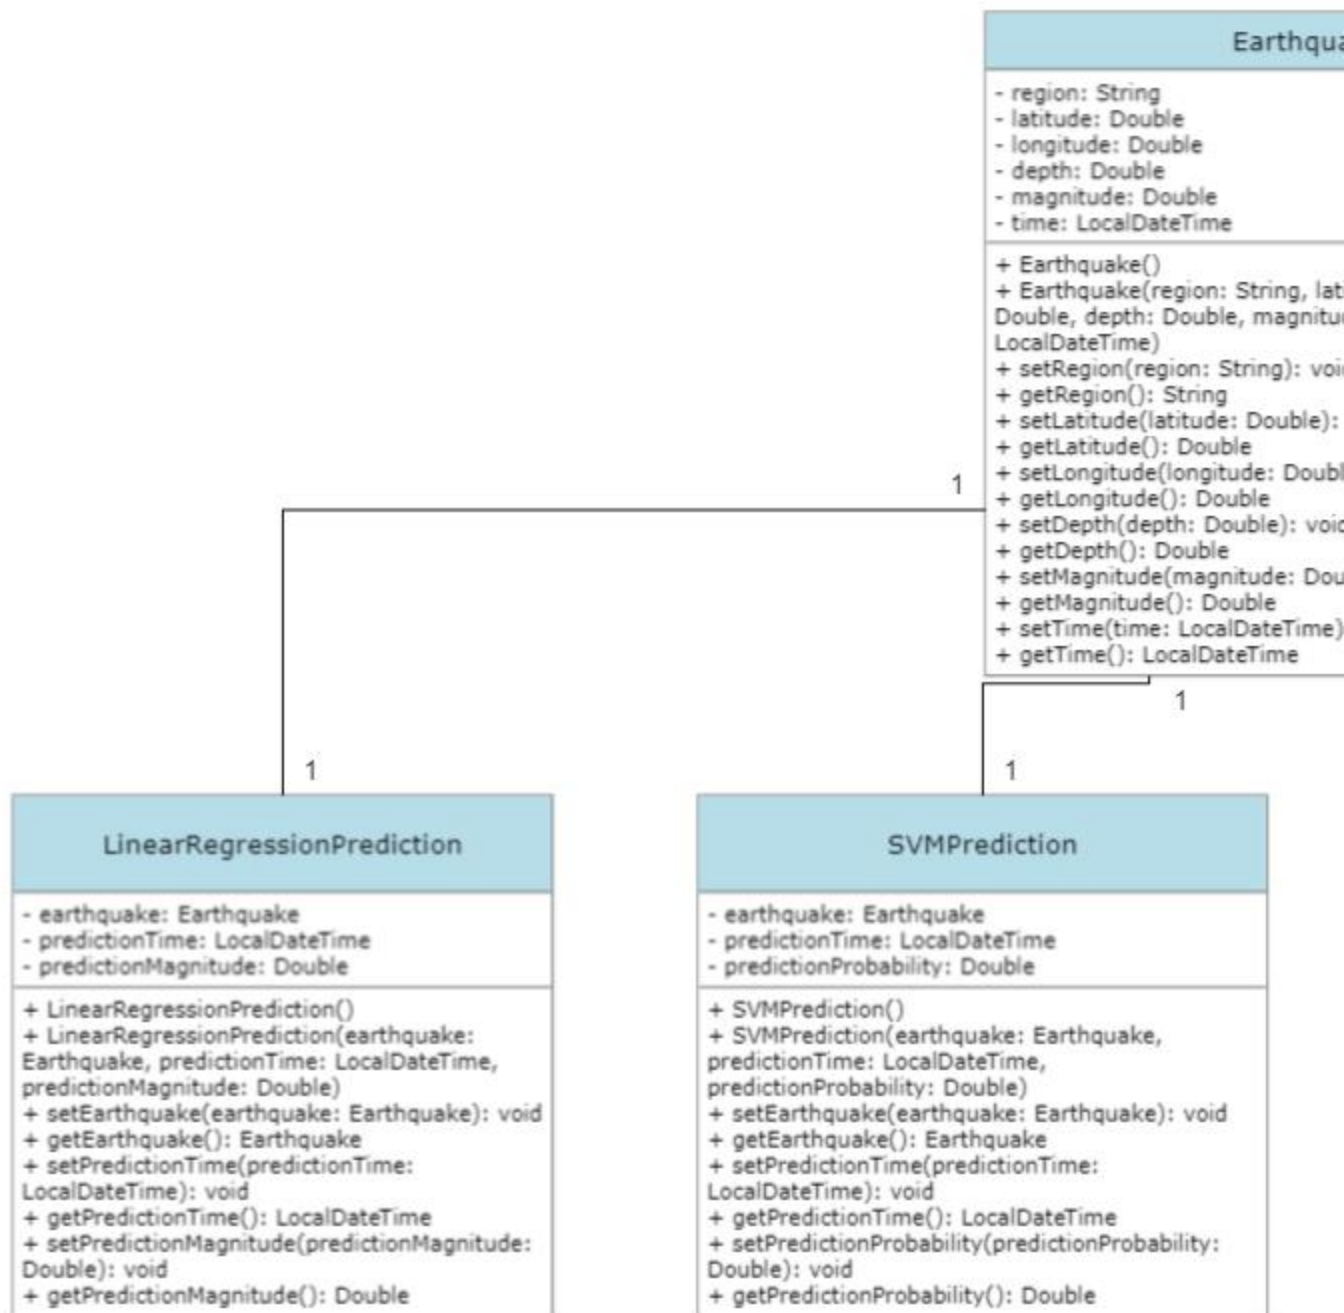 Earthqua
- region: String
- latitude: Double
- longitude: Double
- depth: Double
- magnitude: Double
- time: LocalDateTime
+ Earthquake()
+ Earthquake(region: String, lati
Double, depth: Double, magnitu
LocalDateTime)
+ setRegion(region: String): voi
+ getRegion(): String
+ setLatitude(latitude: Double):
+ getLatitude(): Double
+ setLongitude(longitude: Doubl
+ getLongitude(): Double
+ setDepth(depth: Double): void
+ getDepth(): Double
+ setMagnitude(magnitude: Dou
+ getMagnitude(): Double
+ setTime(time: LocalDateTime)
+ getTime(): LocalDateTime
1
1
1
1
LinearRegressionPrediction
- earthquake: Earthquake
- predictionTime: LocalDateTime
- predictionMagnitude: Double
+ LinearRegressionPrediction()
+ LinearRegressionPrediction(earthquake:
Earthquake, predictionTime: LocalDateTime,
predictionMagnitude: Double)
+ setEarthquake(earthquake: Earthquake): void
+ getEarthquake(): Earthquake
+ setPredictionTime(predictionTime:
LocalDateTime): void
+ getPredictionTime(): LocalDateTime
+ setPredictionMagnitude(predictionMagnitude:
Double): void
+ getPredictionMagnitude(): Double
SVMPrediction
- earthquake: Earthquake
- predictionTime: LocalDateTime
- predictionProbability: Double
+ SVMPrediction()
+ SVMPrediction(earthquake: Earthquake,
predictionTime: LocalDateTime,
predictionProbability: Double)
+ setEarthquake(earthquake: Earthquake): void
+ getEarthquake(): Earthquake
+ setPredictionTime(predictionTime:
LocalDateTime): void
+ getPredictionTime(): LocalDateTime
+ setPredictionProbability(predictionProbability:
Double): void
+ getPredictionProbability(): Double